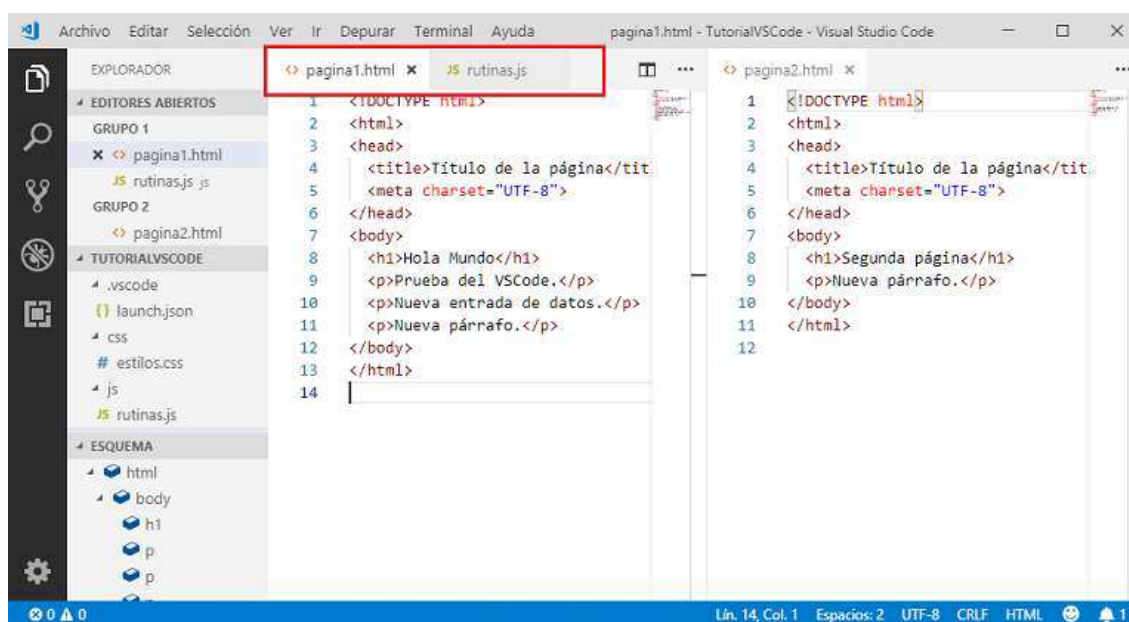 Archivo Editar Selección Ver Ir Depurar Terminal Ayuda pagina1.html - TutorialVSCode - Visual Studio Code
EXPLORADOR
EDITORES ABIERTOS
GRUPO 1
pagina1.html
JS rutinas.js js
GRUPO 2
<> pagina2.html
TUTORIALVSCODE
.vscode
{} launch.json
css
# estilos.css
js
JS rutinas.js
ESQUEMA
html
body
h1
p
p
<> pagina1.html JS rutinas.js
1 <!DOCTYPE html>
2 <html>
3 <head>
4 <title>Título de la página</tit
5 <meta charset="UTF-8">
6 </head>
7 <body>
8 <h1>Hola Mundo</h1>
9 <p>Prueba del VSCode.</p>
10 <p>Nueva entrada de datos.</p>
11 <p>Nueva párrafo.</p>
12 </body>
13 </html>
14
<> pagina2.html
1 <!DOCTYPE html>
2 <html>
3 <head>
4 <title>Título de la página</tit
5 <meta charset="UTF-8">
6 </head>
7 <body>
8 <h1>Segunda página</h1>
9 <p>Nueva párrafo.</p>
10 </body>
11 </html>
12
0 0 Lín. 14, Col. 1 Espacios: 2 UTF-8 CRLF HTML 1